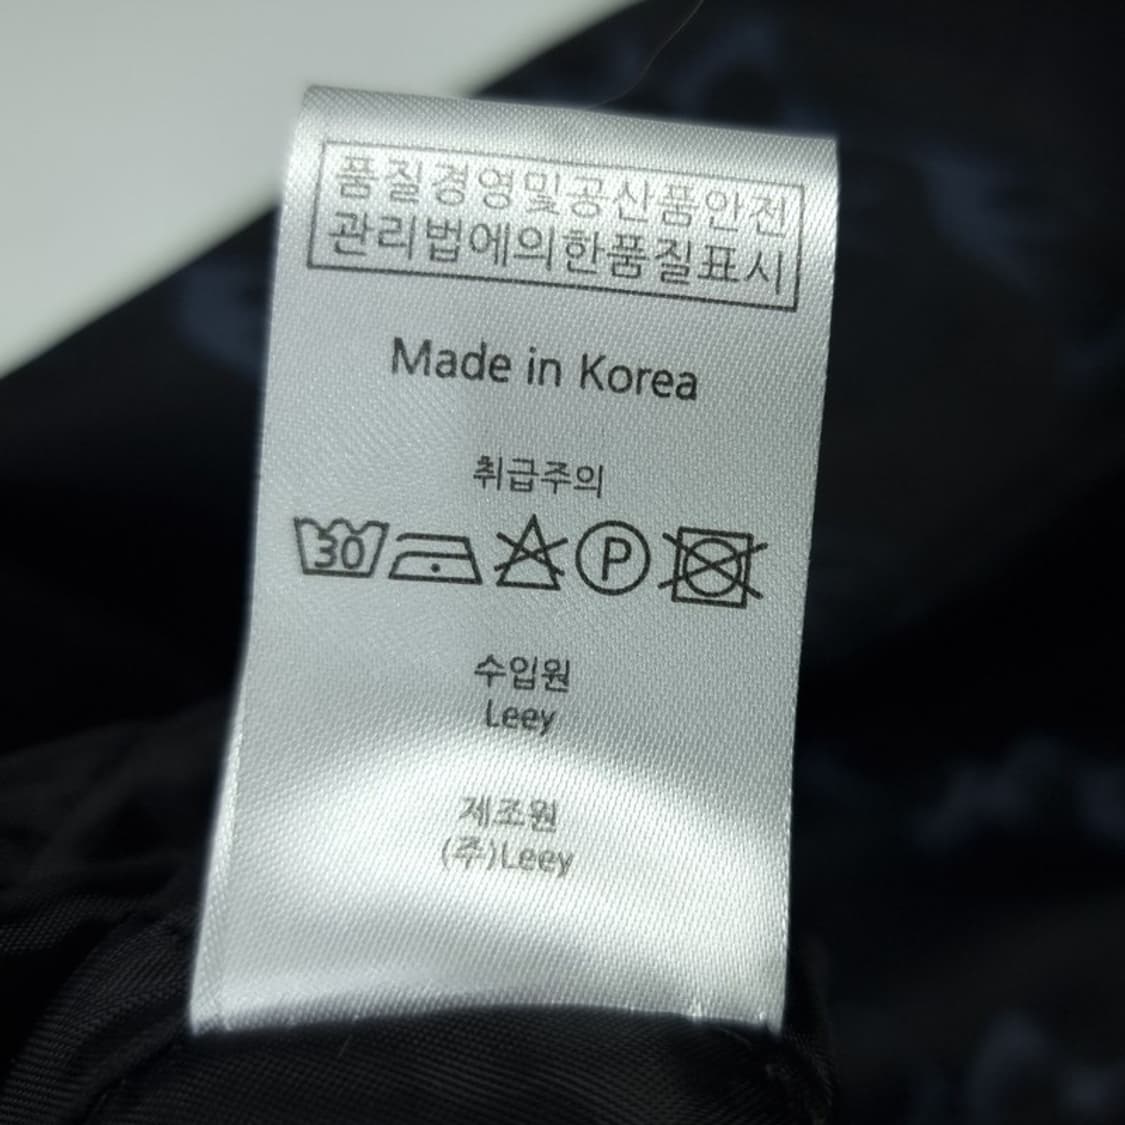 품질경영및공산품안전
관리법에의한품질표시
Made in Korea
취급주의
30 P
수입원
Leey
제조원
(주)Leey